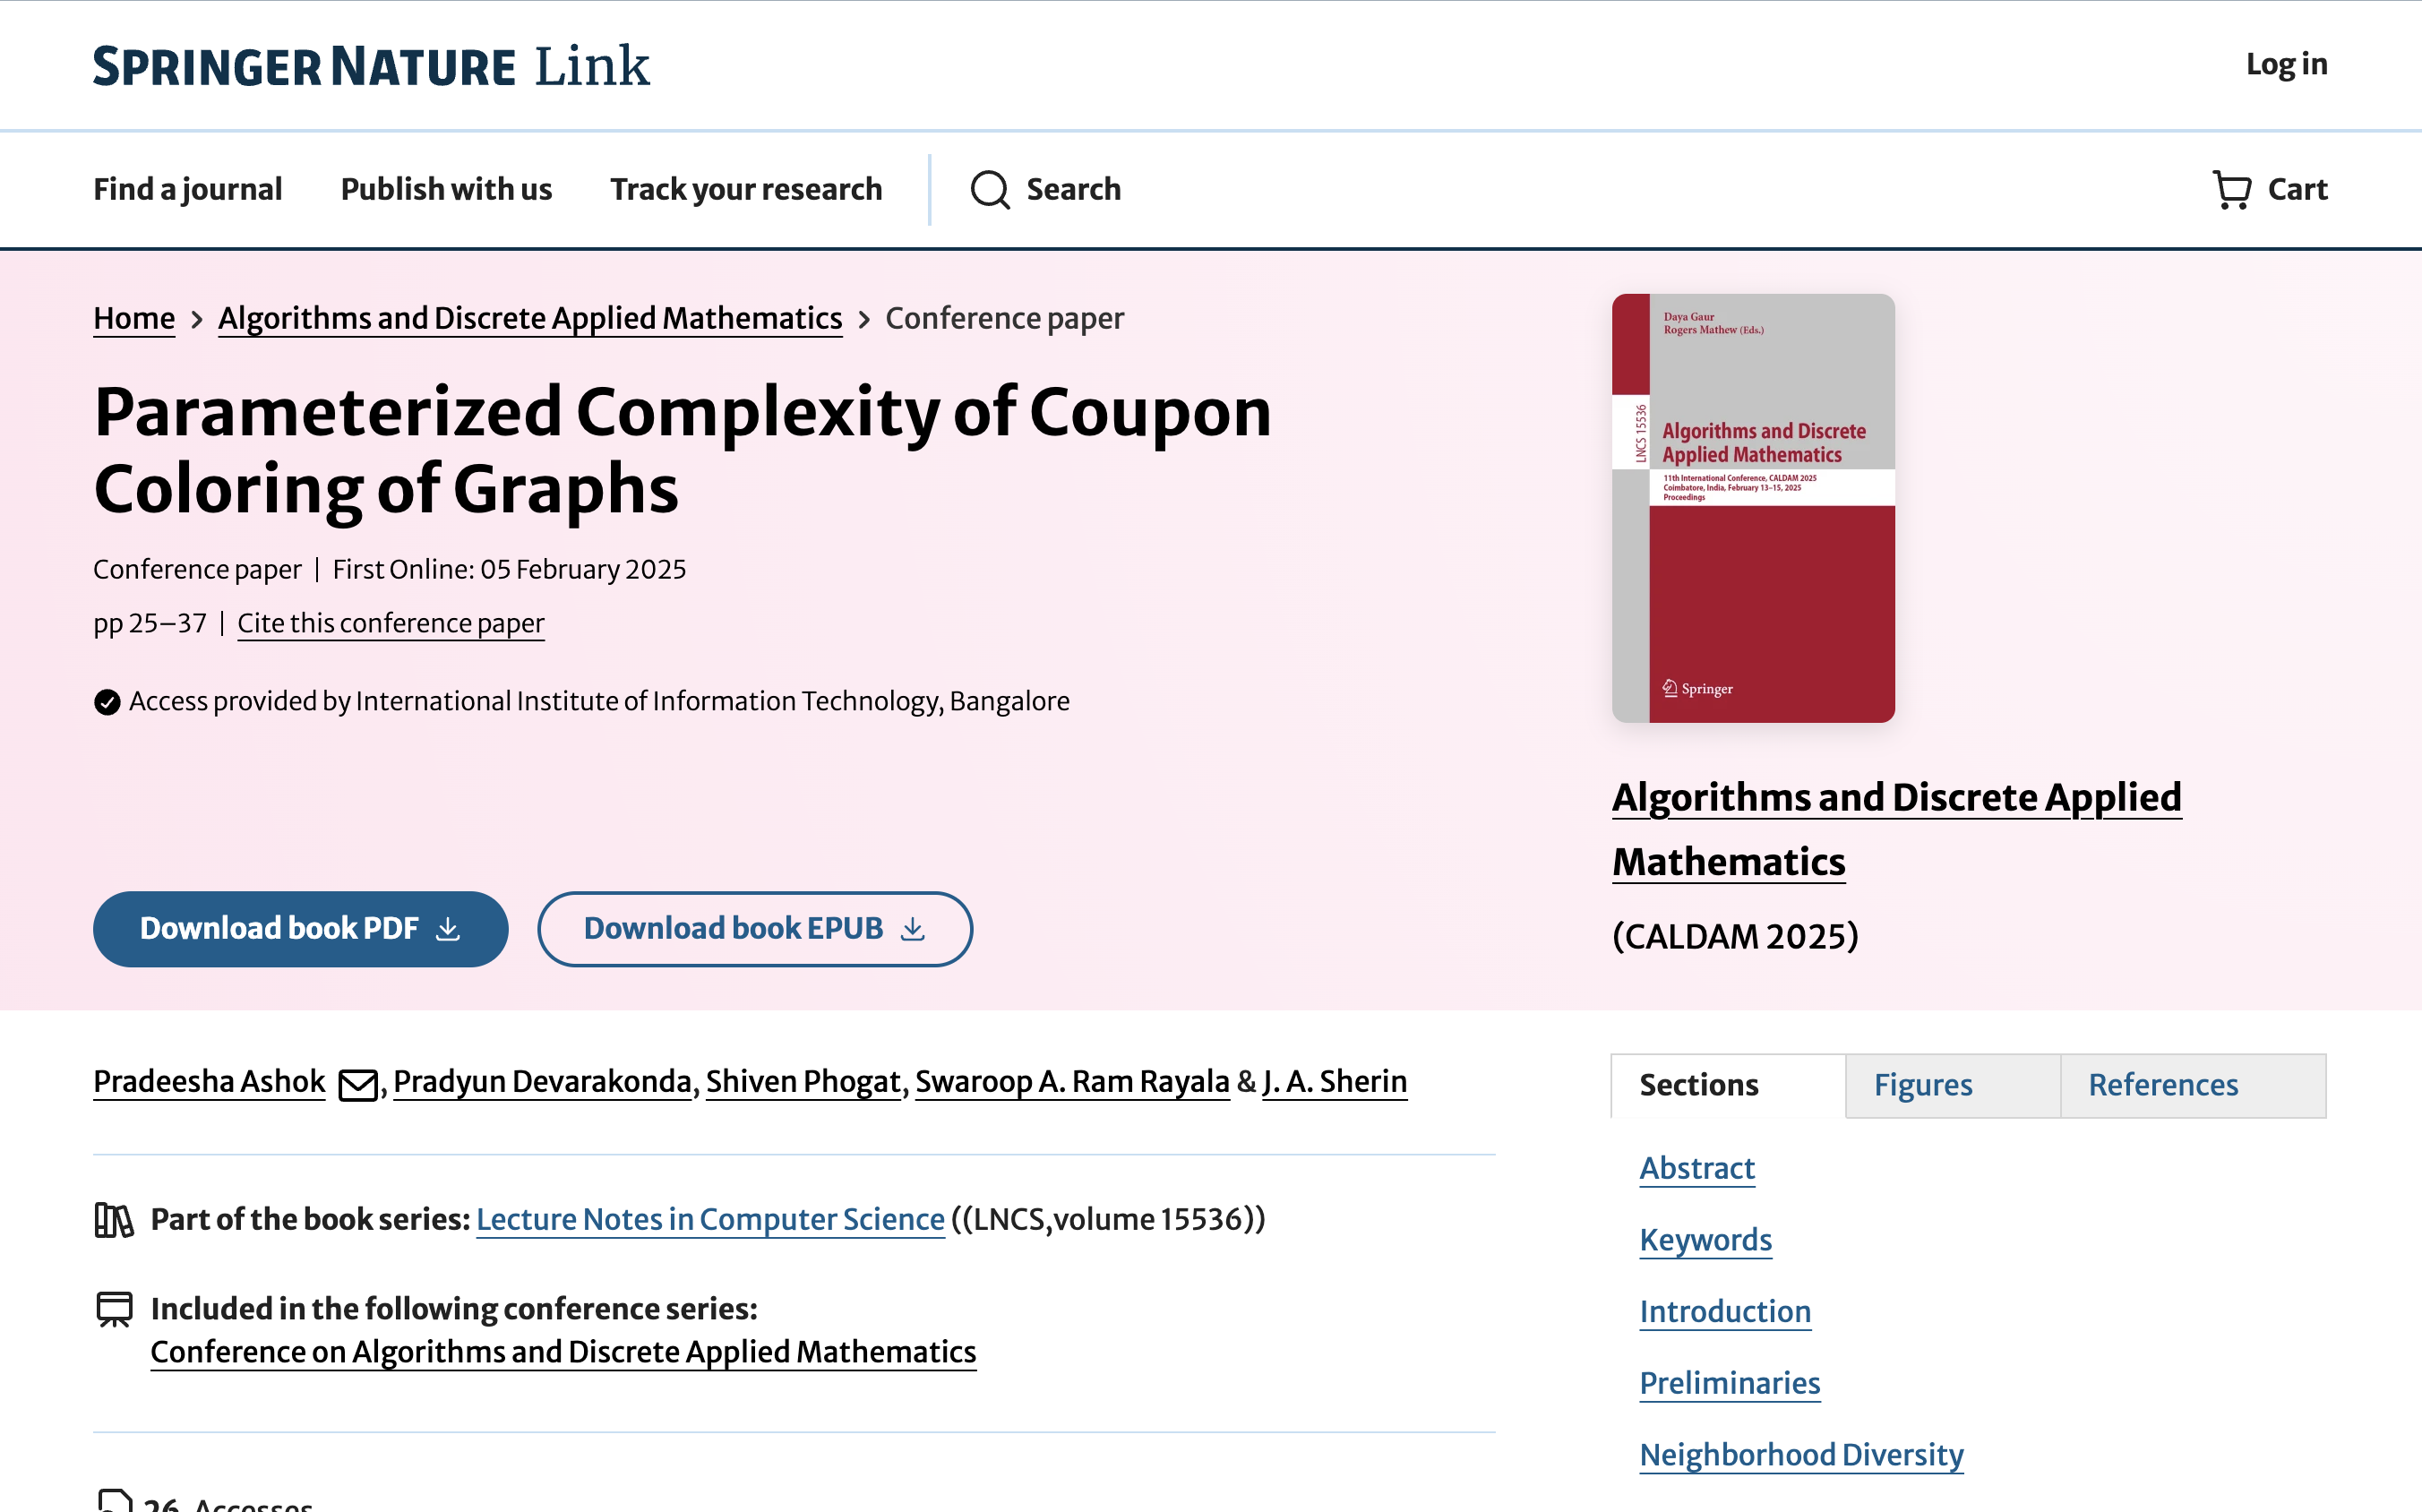 SPRINGER NATURE Link
Log in
Find a journal
Publish with us
Track your research
Search
Cart
Home > Algorithms and Discrete Applied Mathematics > Conference paper
Parameterized Complexity of Coupon
Coloring of Graphs
Conference paper | First Online: 05 February 2025
pp 25–37 | Cite this conference paper
Access provided by International Institute of Information Technology, Bangalore
Download book PDF
Download book EPUB
Daya Gaur
Rogers Mathew (Eds.)
LNCS 15536
Algorithms and Discrete
Applied Mathematics
11th International Conference, CALDAM 2025
Coimbatore, India, February 13–15, 2025
Proceedings
Springer
Algorithms and Discrete Applied
Mathematics
(CALDAM 2025)
Pradeesha Ashok, Pradyun Devarakonda, Shiven Phogat, Swaroop A. Ram Rayala & J. A. Sherin
Part of the book series: Lecture Notes in Computer Science ((LNCS,volume 15536))
Included in the following conference series:
Conference on Algorithms and Discrete Applied Mathematics
26 Accesses
Sections
Figures
References
Abstract
Keywords
Introduction
Preliminaries
Neighborhood Diversity